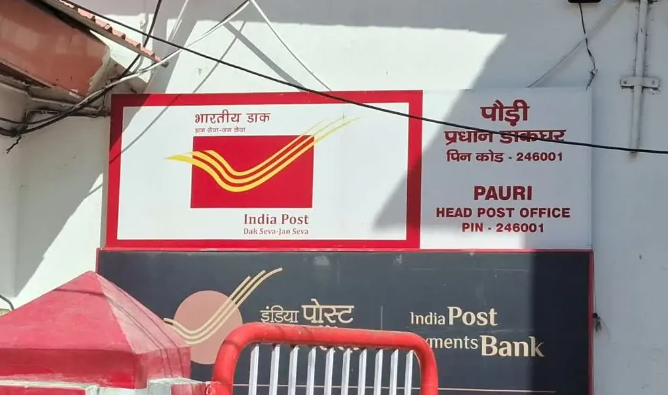 भारतीय डाक
डाक सेवा-जन सेवा
India Post
Dak Seva-Jan Seva
पौड़ी
प्रधान डाकघर
पिन कोड - 246001
PAURI
HEAD POST OFFICE
PIN - 246001
इंडिया पोस्ट
India Post
yments Bank